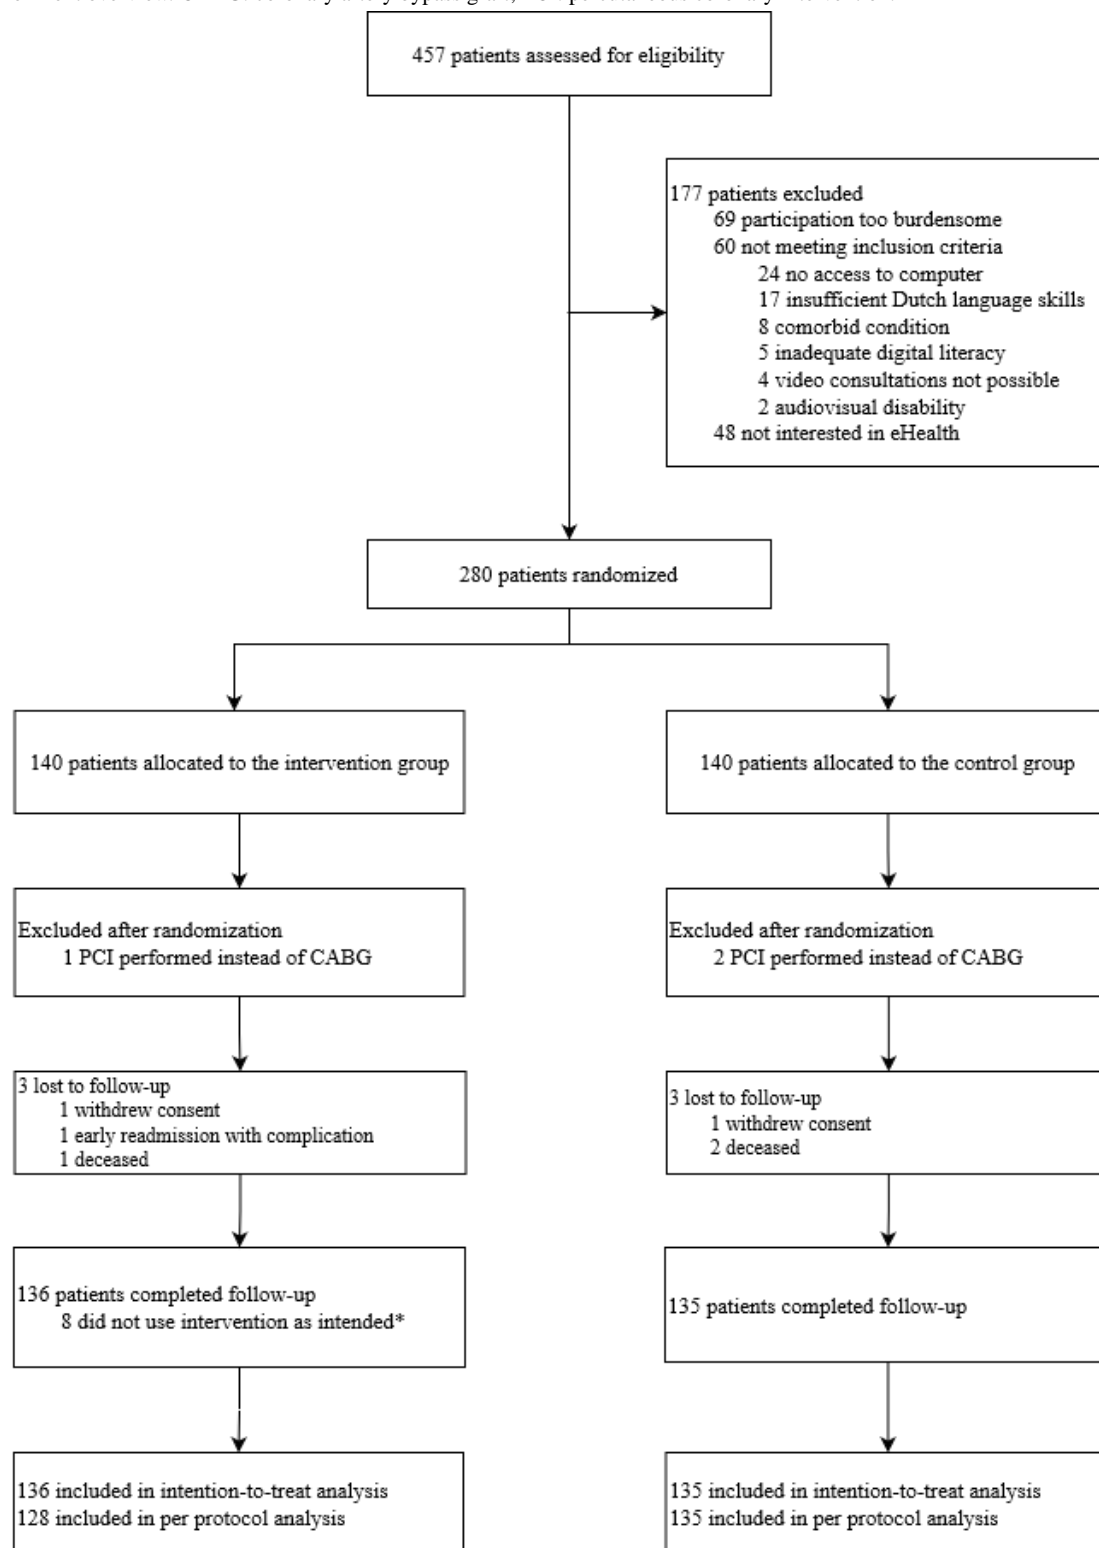 457 patients assessed for eligibility
177 patients excluded
69 participation too burdensome
60 not meeting inclusion criteria
24 no access to computer
17 insufficient Dutch language skills
8 comorbid condition
5 inadequate digital literacy
4 video consultations not possible
2 audiovisual disability
48 not interested in eHealth
280 patients randomized
140 patients allocated to the intervention group
140 patients allocated to the control group
Excluded after randomization
1 PCI performed instead of CABG
Excluded after randomization
2 PCI performed instead of CABG
3 lost to follow-up
1 withdrew consent
1 early readmission with complication
1 deceased
3 lost to follow-up
1 withdrew consent
2 deceased
136 patients completed follow-up
8 did not use intervention as intended*
135 patients completed follow-up
136 included in intention-to-treat analysis
128 included in per protocol analysis
135 included in intention-to-treat analysis
135 included in per protocol analysis